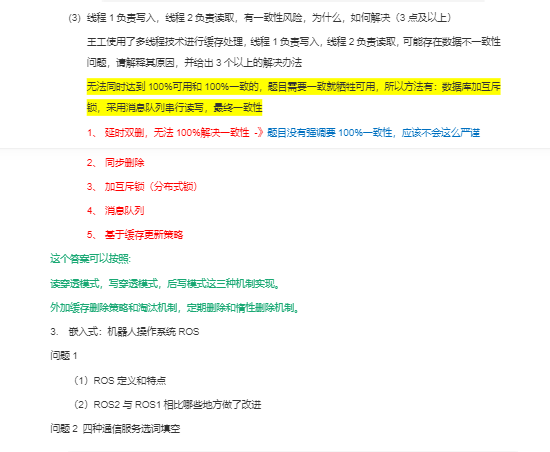 (3) 线程 1 负责写入，线程 2 负责读取，有一致性风险，为什么，如何解决（3 点及以上）
王工使用了多线程技术进行缓存处理，线程 1 负责写入，线程 2 负责读取，可能存在数据不一致性
问题，请解释其原因，并给出 3 个以上的解决办法
无法同时达到 100%可用和 100%一致的，题目需要一致就牺牲可用，所以方法有：数据库加互斥
锁，采用消息队列串行读写，最终一致性
1、 延时双删，无法 100%解决一致性 -》题目没有强调要 100%一致性，应该不会这么严谨
2、 同步删除
3、 加互斥锁（分布式锁）
4、 消息队列
5、 基于缓存更新策略
这个答案可以按照:
读穿透模式，写穿透模式，后写模式这三种机制实现。
外加缓存删除策略和淘汰机制，定期删除和惰性删除机制。
3. 嵌入式：机器人操作系统 ROS
问题 1
（1）ROS 定义和特点
（2）ROS2 与 ROS1 相比哪些地方做了改进
问题 2 四种通信服务选词填空